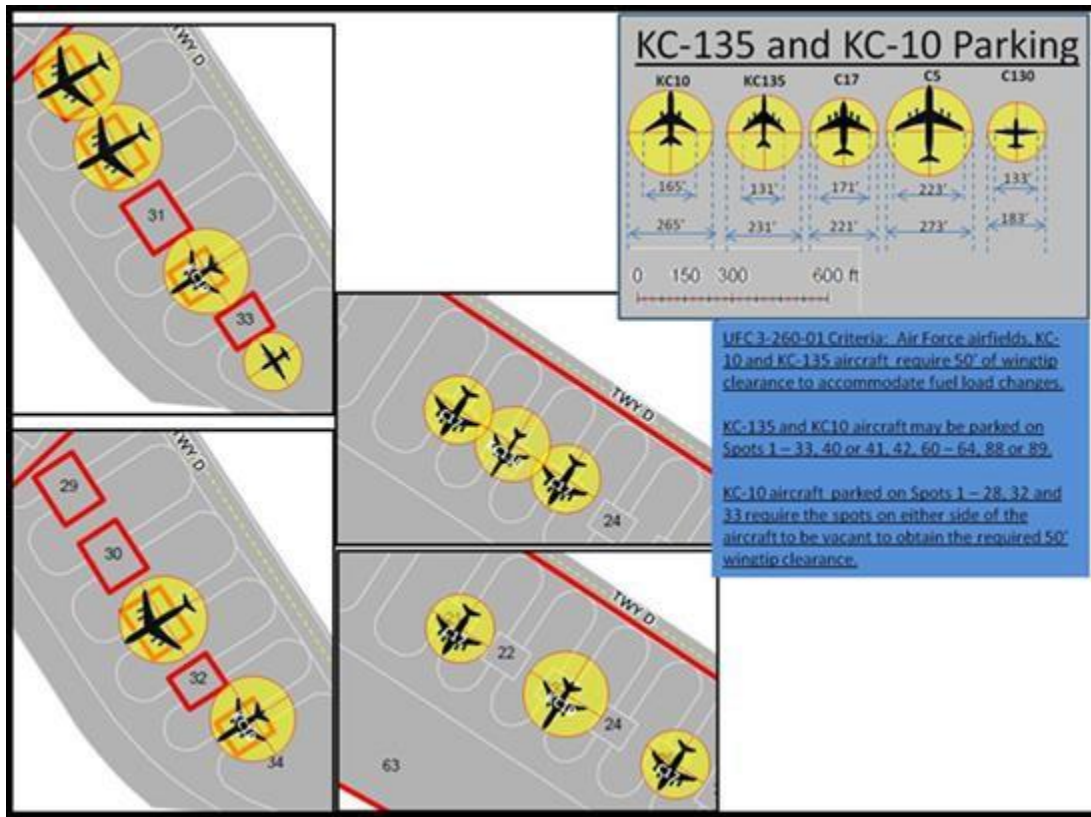 TWY D
31
33
KC-135 and KC-10 Parking
KC10 KC135 C17 C5 C130
165' 131' 171' 223' 133'
265' 231' 221' 273' 183'
0 150 300 600 ft
TWY D
24
UFC 3-260-01 Criteria: Air Force airfields, KC-
10 and KC-135 aircraft require 50' of wingtip
clearance to accommodate fuel load changes.
KC-135 and KC10 aircraft may be parked on
Spots 1 – 33, 40 or 41, 42, 60 – 64, 88 or 89.
KC-10 aircraft parked on Spots 1 – 28, 32 and
33 require the spots on either side of the
aircraft to be vacant to obtain the required 50'
wingtip clearance.
TWY D
29
30
32
34
TWY D
22
24
63